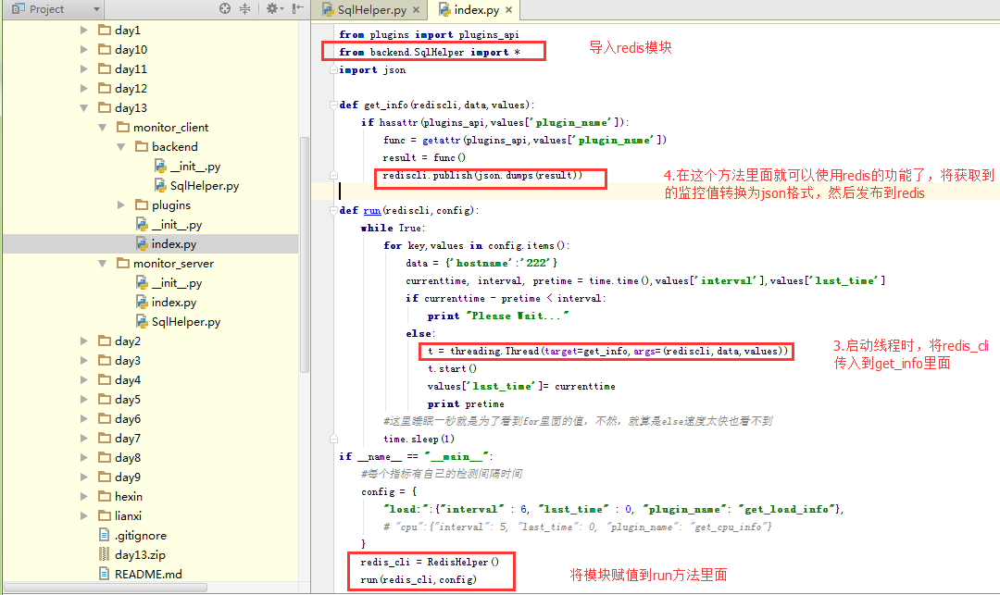 Project
SqlHelper.py
index.py
day1
day10
day11
day12
day13
monitor_client
backend
__init__.py
SqlHelper.py
plugins
__init__.py
index.py
monitor_server
__init__.py
index.py
SqlHelper.py
day2
day3
day4
day5
day6
day7
day8
day9
hexin
lianxi
.gitignore
day13.zip
README.md
from plugins import plugins_api
from backend.SqlHelper import *
导入redis模块
import json
def get_info(rediscli,data,values):
if hasattr(plugins_api,values['plugin_name']):
func = getattr(plugins_api,values['plugin_name'])
result = func()
rediscli.publish(json.dumps(result))
4.在这个方法里面就可以使用redis的功能了，将获取到
的监控值转换为json格式，然后发布到redis
def run(rediscli,config):
while True:
for key,values in config.items():
data = {'hostname':'222'}
currenttime, interval, pretime = time.time(),values['interval'],values['last_time']
if currenttime - pretime < interval:
print "Please Wait..."
else:
t = threading.Thread(target=get_info,args=(rediscli,data,values))
3.启动线程时，将redis_cli
传入到get_info里面
t.start()
values['last_time']= currenttime
print pretime
#这里睡眠一秒就是为了看到for里面的值，不然，就算是else速度太快也看不到
time.sleep(1)
if __name__ == "__main__":
#每个指标有自己的检测间隔时间
config = {
"load:":{"interval" : 6, "last_time" : 0, "plugin_name": "get_load_info"},
# "cpu":{"interval": 5, "last_time": 0, "plugin_name": "get_cpu_info"}
}
redis_cli = RedisHelper()
run(redis_cli,config)
将模块赋值到run方法里面